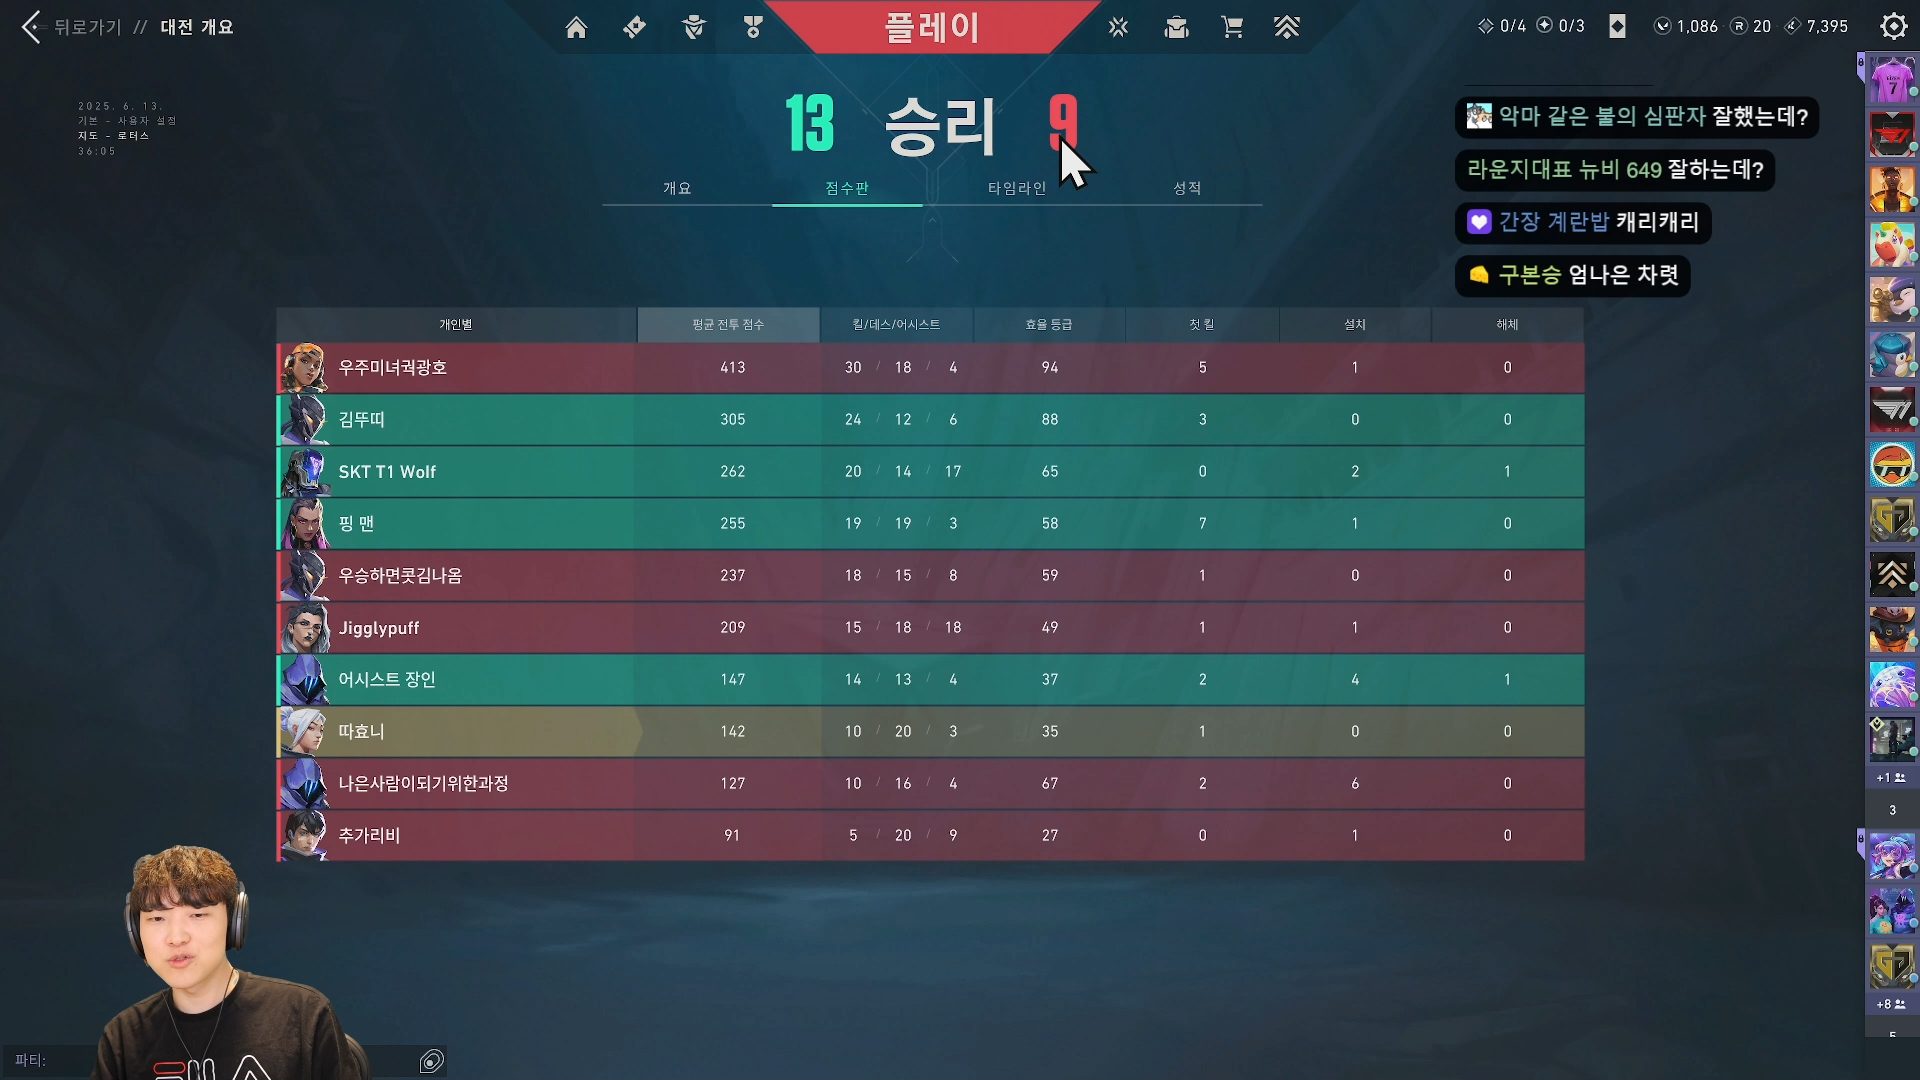 뒤로가기 // 대전 개요
플레이
0/4 0/3 1,086 20 7,395
2025. 6. 13.
기본 - 사용자 설정
지도 - 로터스
36:05
13 승리 9
개요 점수판 타임라인 성적
악마 같은 불의 심판자 잘했는데?
라운지대표 뉴비 649 잘하는데?
간장 계란밥 캐리캐리
구본승 엄나은 차렷
개인별 평균 전투 점수 킬/데스/어시스트 효율 등급 첫 킬 설치 해체
우주미녀궉광호 413 30 / 18 / 4 94 5 1 0
김뚜띠 305 24 / 12 / 6 88 3 0 0
SKT T1 Wolf 262 20 / 14 / 17 65 0 2 1
핑 맨 255 19 / 19 / 3 58 7 1 0
우승하면콧김나옴 237 18 / 15 / 8 59 1 0 0
Jigglypuff 209 15 / 18 / 18 49 1 1 0
어시스트 장인 147 14 / 13 / 4 37 2 4 1
따효니 142 10 / 20 / 3 35 1 0 0
나은사람이되기위한과정 127 10 / 16 / 4 67 2 6 0
추가리비 91 5 / 20 / 9 27 0 1 0
+1
3
+8
파티: